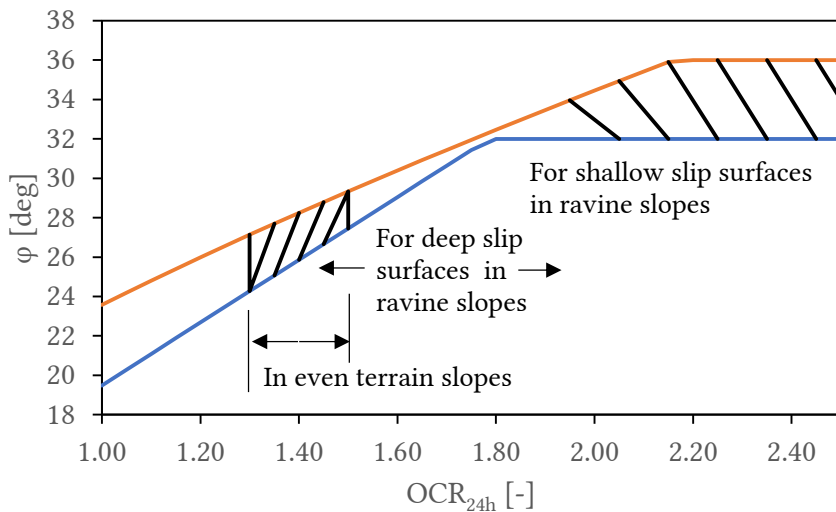 38
36
34
32
30
28
26
24
22
20
18
φ [deg]
For shallow slip surfaces
in ravine slopes
For deep slip
surfaces in
ravine slopes
In even terrain slopes
1.00 1.20 1.40 1.60 1.80 2.00 2.20 2.40
OCR24h [-]